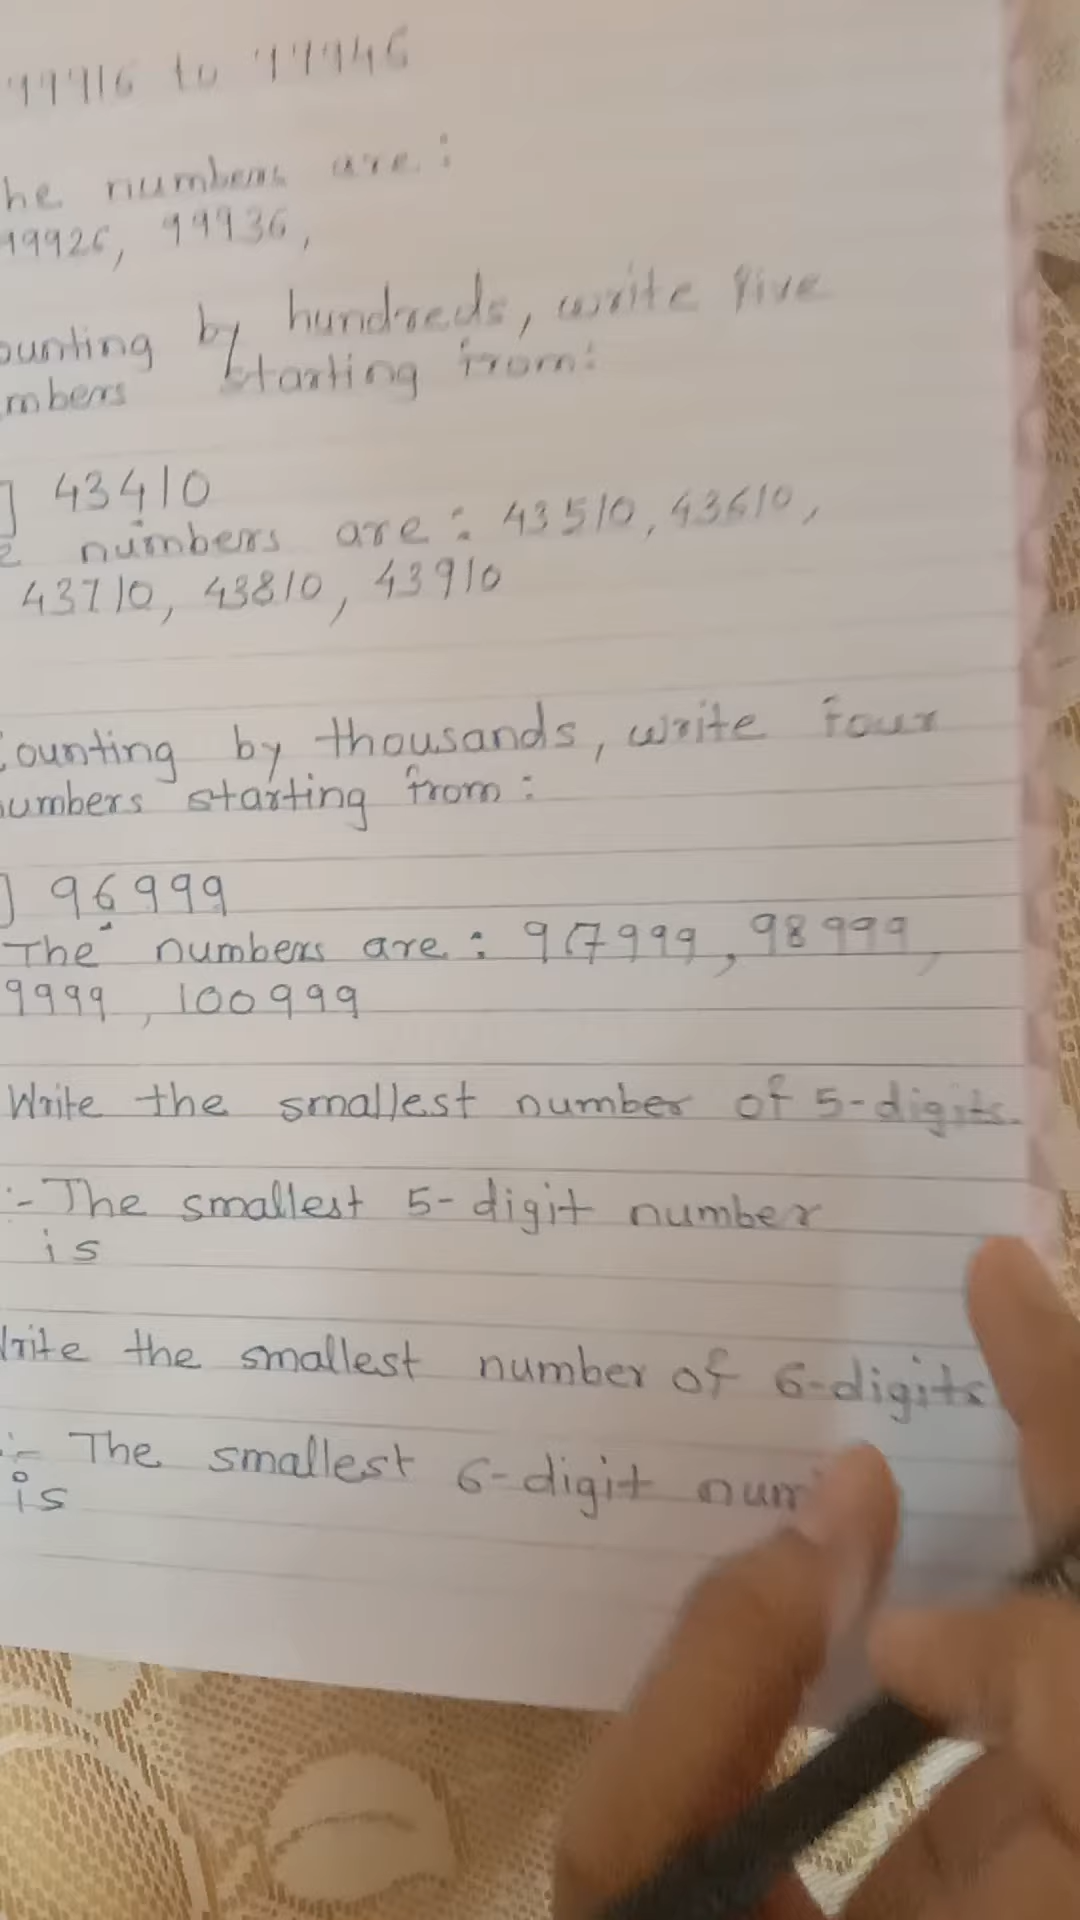 99916 to 99946
he numbers are:
99926, 99936,
ounting by hundreds, write five
mbers starting from:
] 43410
e numbers are: 43510, 43610,
43710, 43810, 43910
Counting by thousands, write four
umbers starting from:
] 96999
The numbers are: 97999, 98999,
9999, 100999
Write the smallest number of 5-digits.
:- The smallest 5-digit number
is
Write the smallest number of 6-digits
:- The smallest 6-digit num
is